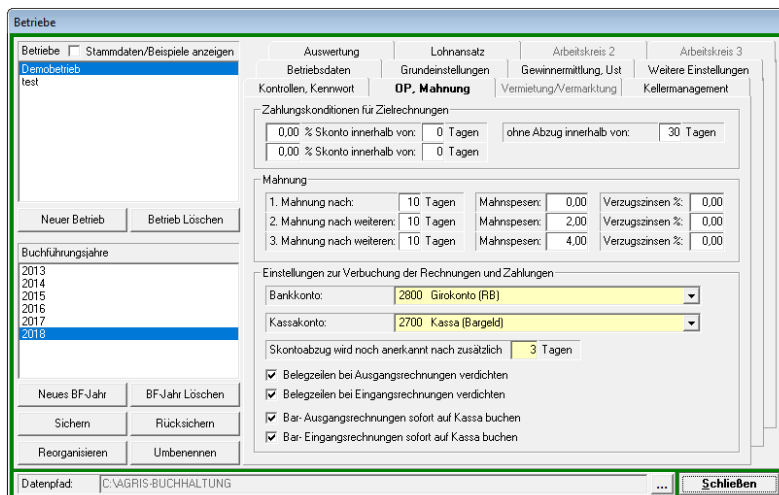 Betriebe
Betriebe Stammdaten/Beispiele anzeigen
Demobetrieb
test
Neuer Betrieb Betrieb Löschen
Buchführungsjahre
2013
2014
2015
2016
2017
2018
Neues BF-Jahr BF-Jahr Löschen
Sichern Rücksichern
Reorganisieren Umbenennen
Auswertung Lohnansatz Arbeitskreis 2 Arbeitskreis 3
Betriebsdaten Grundeinstellungen Gewinnermittlung, Ust Weitere Einstellungen
Kontrollen, Kennwort OP, Mahnung Vermietung/Vermarktung Kellermanagement
Zahlungskonditionen für Zielrechnungen
0,00 % Skonto innerhalb von: 0 Tagen ohne Abzug innerhalb von: 30 Tagen
0,00 % Skonto innerhalb von: 0 Tagen
Mahnung
1. Mahnung nach: 10 Tagen Mahnspesen: 0,00 Verzugszinsen %: 0,00
2. Mahnung nach weiteren: 10 Tagen Mahnspesen: 2,00 Verzugszinsen %: 0,00
3. Mahnung nach weiteren: 10 Tagen Mahnspesen: 4,00 Verzugszinsen %: 0,00
Einstellungen zur Verbuchung der Rechnungen und Zahlungen
Bankkonto: 2800 Girokonto (RB)
Kassakonto: 2700 Kassa (Bargeld)
Skontoabzug wird noch anerkannt nach zusätzlich 3 Tagen
Belegzeilen bei Ausgangsrechnungen verdichten
Belegzeilen bei Eingangsrechnungen verdichten
Bar- Ausgangsrechnungen sofort auf Kassa buchen
Bar- Eingangsrechnungen sofort auf Kassa buchen
Datenpfad: C:\AGRIS-BUCHHALTUNG ... Schließen